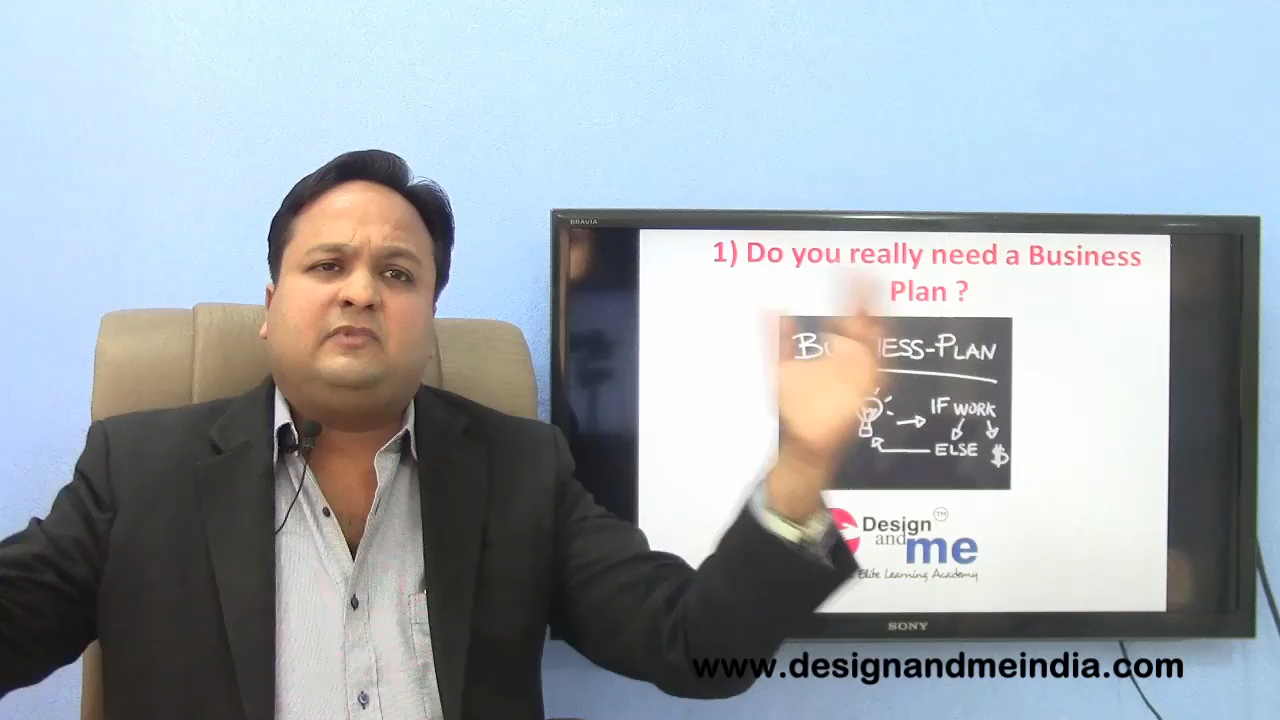 BRAVIA
1) Do you really need a Business
Plan ?
IF WORK
ELSE $
Design TM
and me
Elite Learning Academy
SONY
www.designandmeindia.com